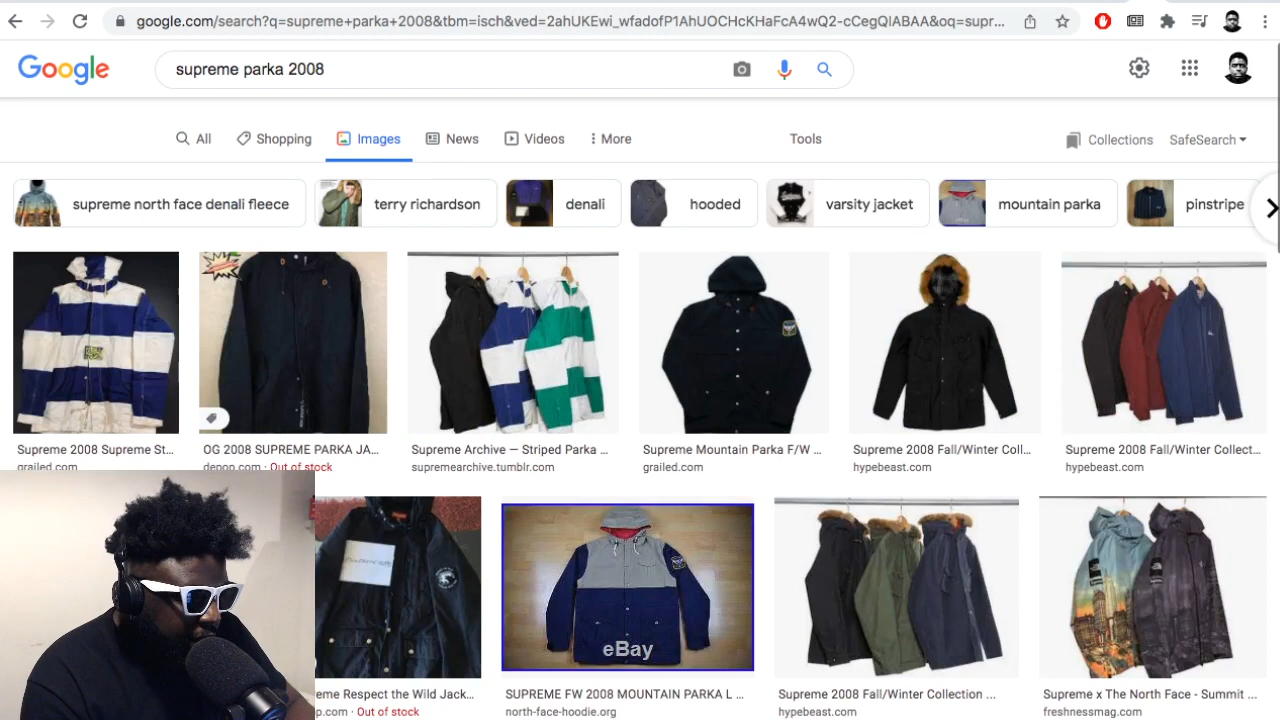 google.com/search?q=supreme+parka+2008&tbm=isch&ved=2ahUKEwi_wfadofP1AhUOCHcKHaFcA4wQ2-cCegQIABAA&oq=supr...
Google
supreme parka 2008
All Shopping Images News Videos More Tools Collections SafeSearch
supreme north face denali fleece terry richardson denali hooded varsity jacket mountain parka pinstripe
Supreme 2008 Supreme St... OG 2008 SUPREME PARKA JA... Supreme Archive — Striped Parka ... Supreme Mountain Parka F/W ... Supreme 2008 Fall/Winter Coll... Supreme 2008 Fall/Winter Collect...
grailed.com depop.com · Out of stock supremearchive.tumblr.com grailed.com hypebeast.com hypebeast.com
eBay
eme Respect the Wild Jack... SUPREME FW 2008 MOUNTAIN PARKA L ... Supreme 2008 Fall/Winter Collection ... Supreme x The North Face - Summit ...
op.com · Out of stock north-face-hoodie.org hypebeast.com freshnessmag.com